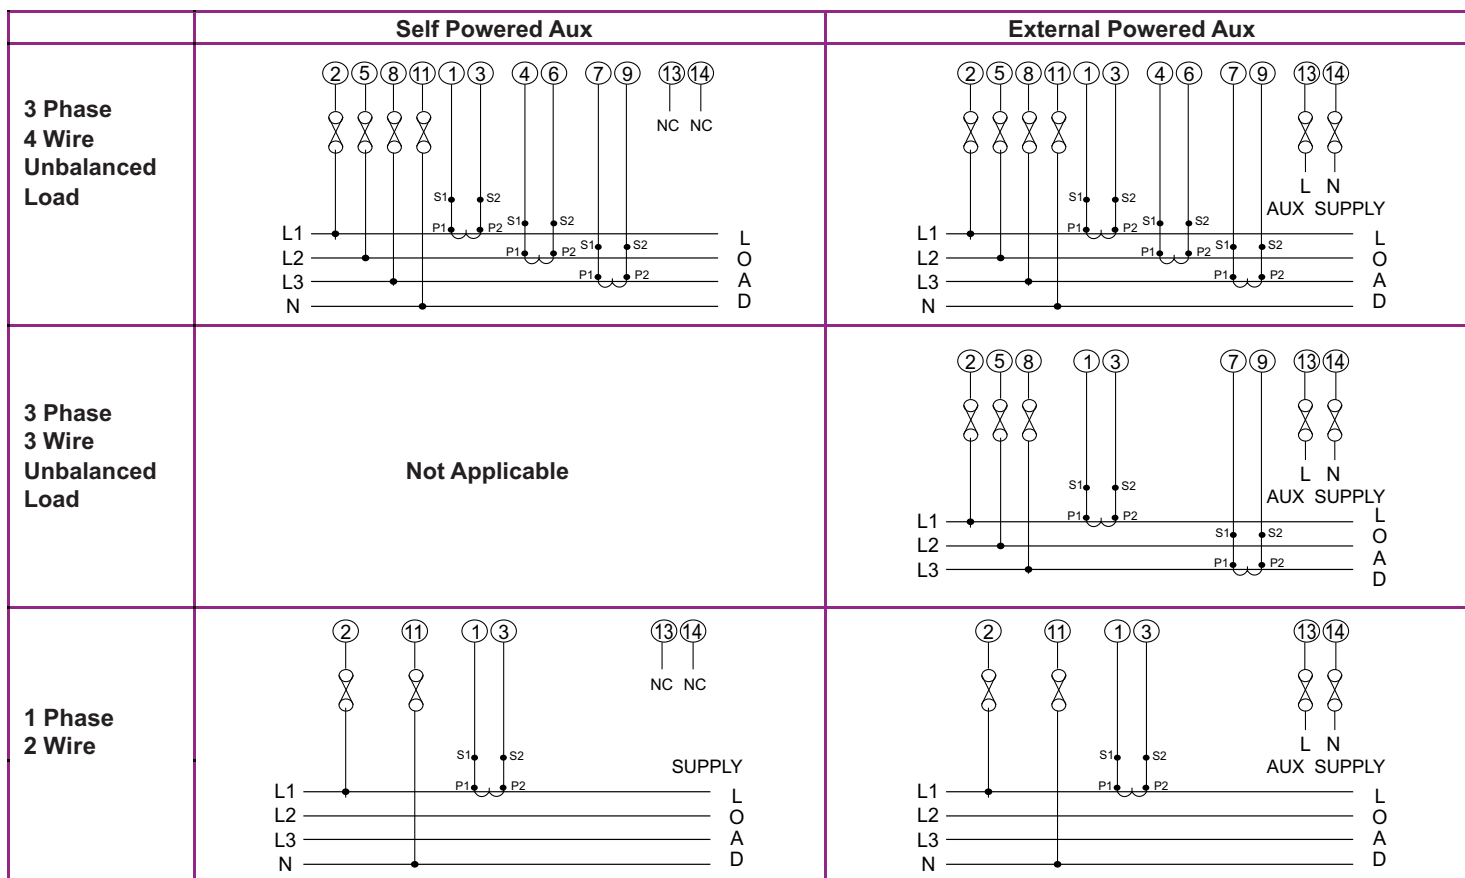 Self Powered Aux External Powered Aux
3 Phase
4 Wire
Unbalanced
Load
2 5 8 11 1 3 4 6 7 9 13 14
NC NC
S1 S2
P1 P2
S1 S2
P1 P2
S1 S2
P1 P2
L1
L2
L3
N
L
O
A
D
2 5 8 11 1 3 4 6 7 9 13 14
L N
AUX SUPPLY
S1 S2
P1 P2
S1 S2
P1 P2
S1 S2
P1 P2
L1
L2
L3
N
L
O
A
D
3 Phase
3 Wire
Unbalanced
Load
Not Applicable
2 5 8 1 3 7 9 13 14
L N
AUX SUPPLY
S1 S2
P1 P2
S1 S2
P1 P2
L1
L2
L3
L
O
A
D
1 Phase
2 Wire
2 11 1 3 13 14
NC NC
S1 S2
SUPPLY
P1 P2
L1
L2
L3
N
L
O
A
D
2 11 1 3 13 14
L N
AUX SUPPLY
S1 S2
P1 P2
L1
L2
L3
N
L
O
A
D